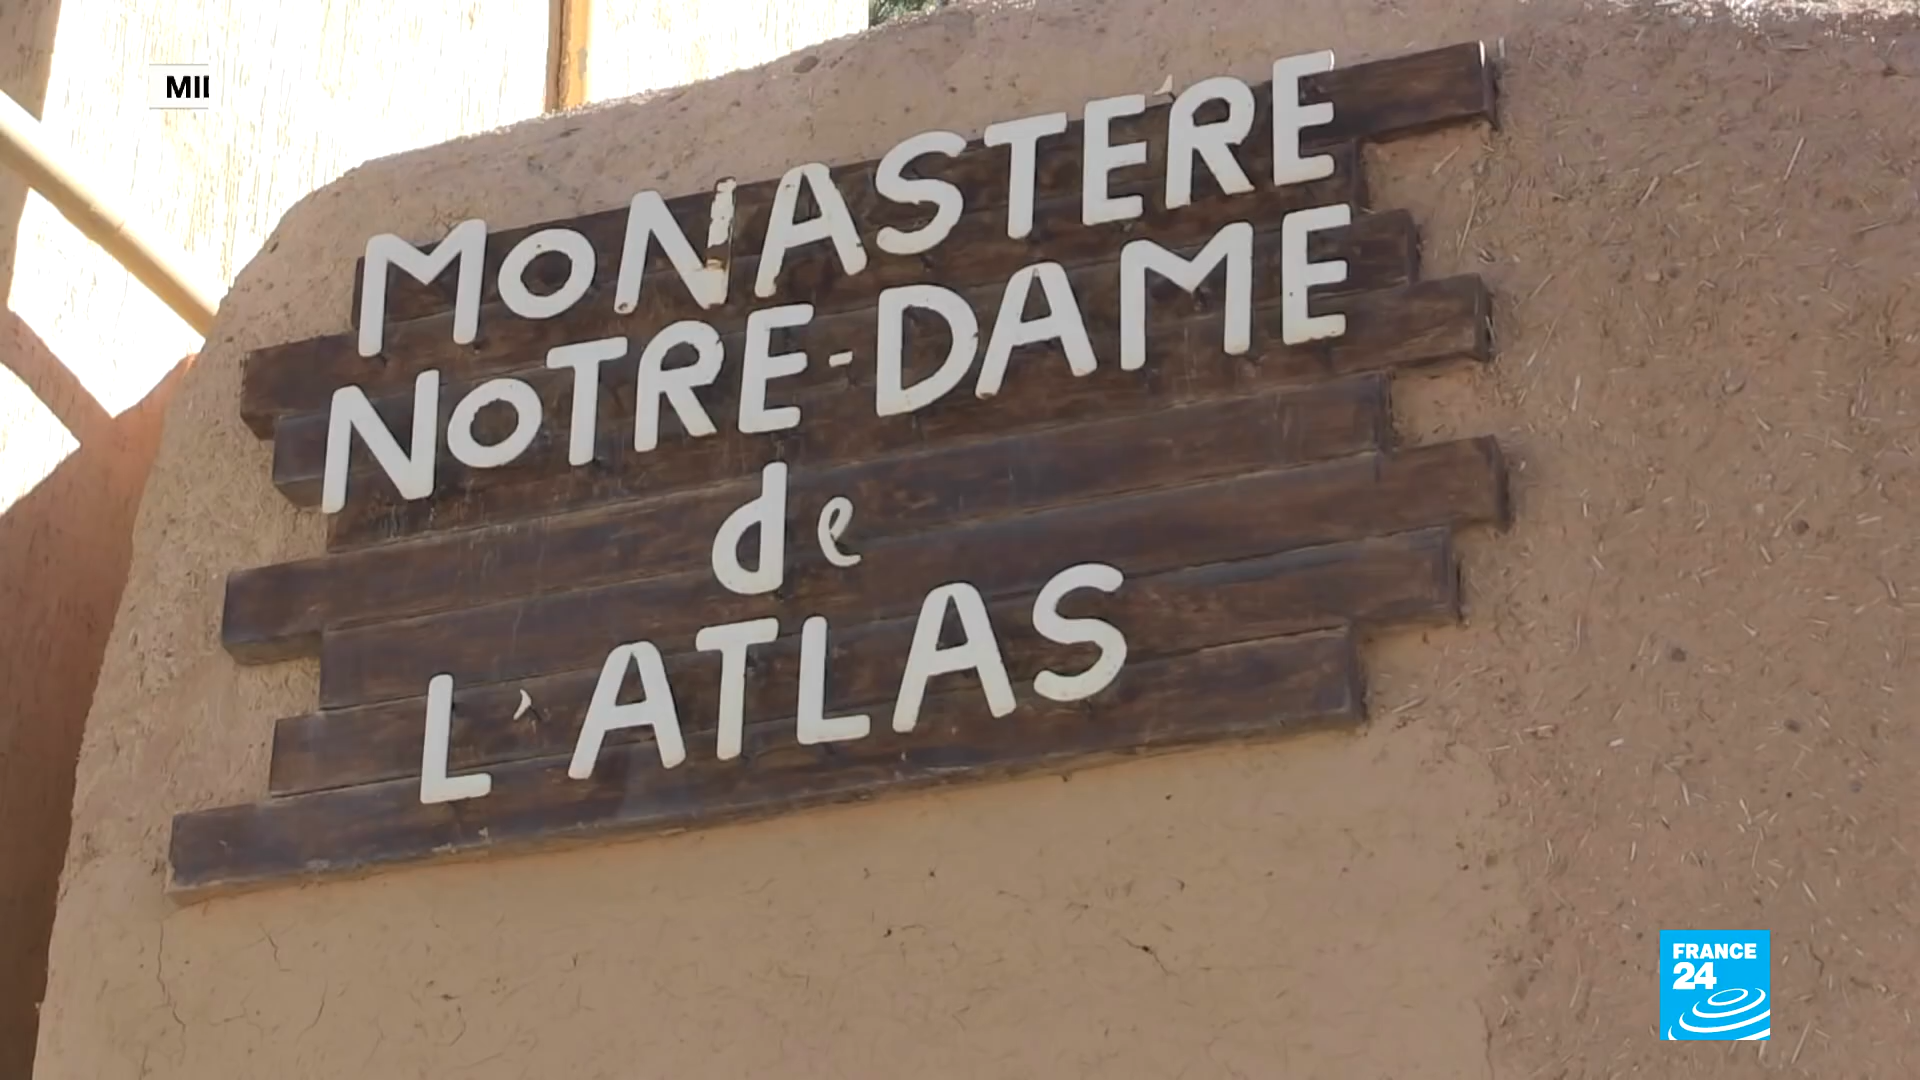 MII
MoNASTERE
NoTRE-DAME
de
L'ATLAS
FRANCE
24